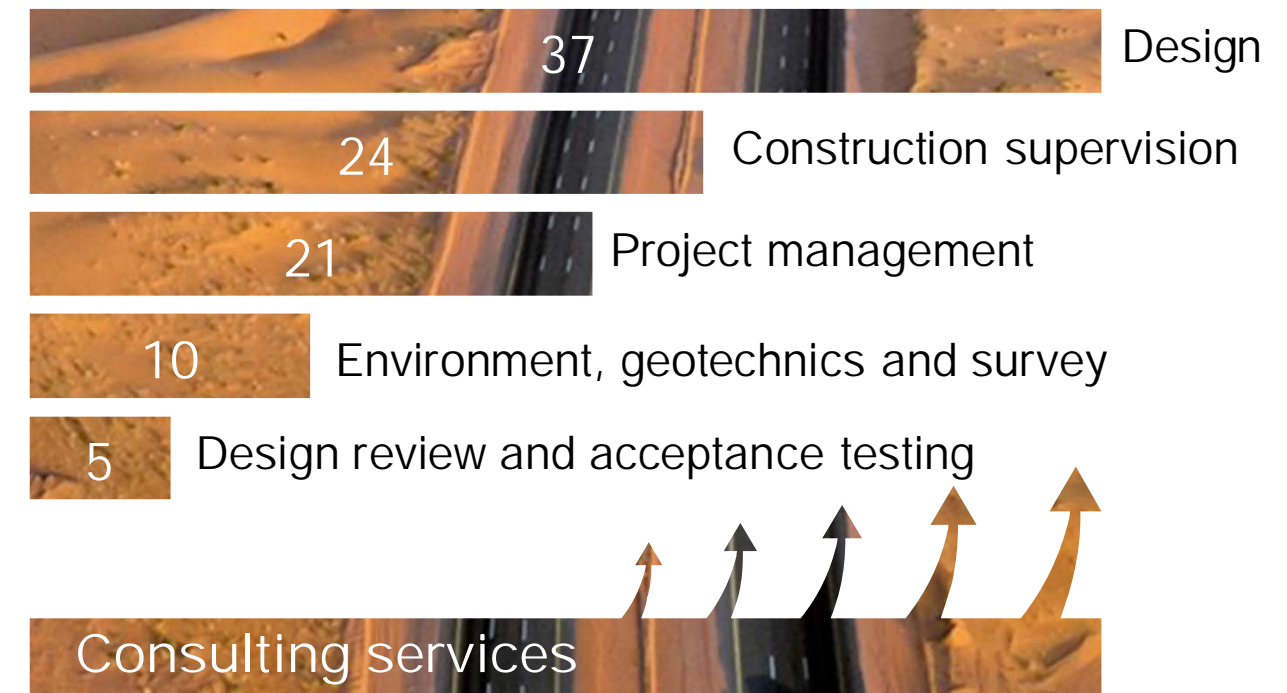 37 Design
24 Construction supervision
21 Project management
10 Environment, geotechnics and survey
5 Design review and acceptance testing
Consulting services